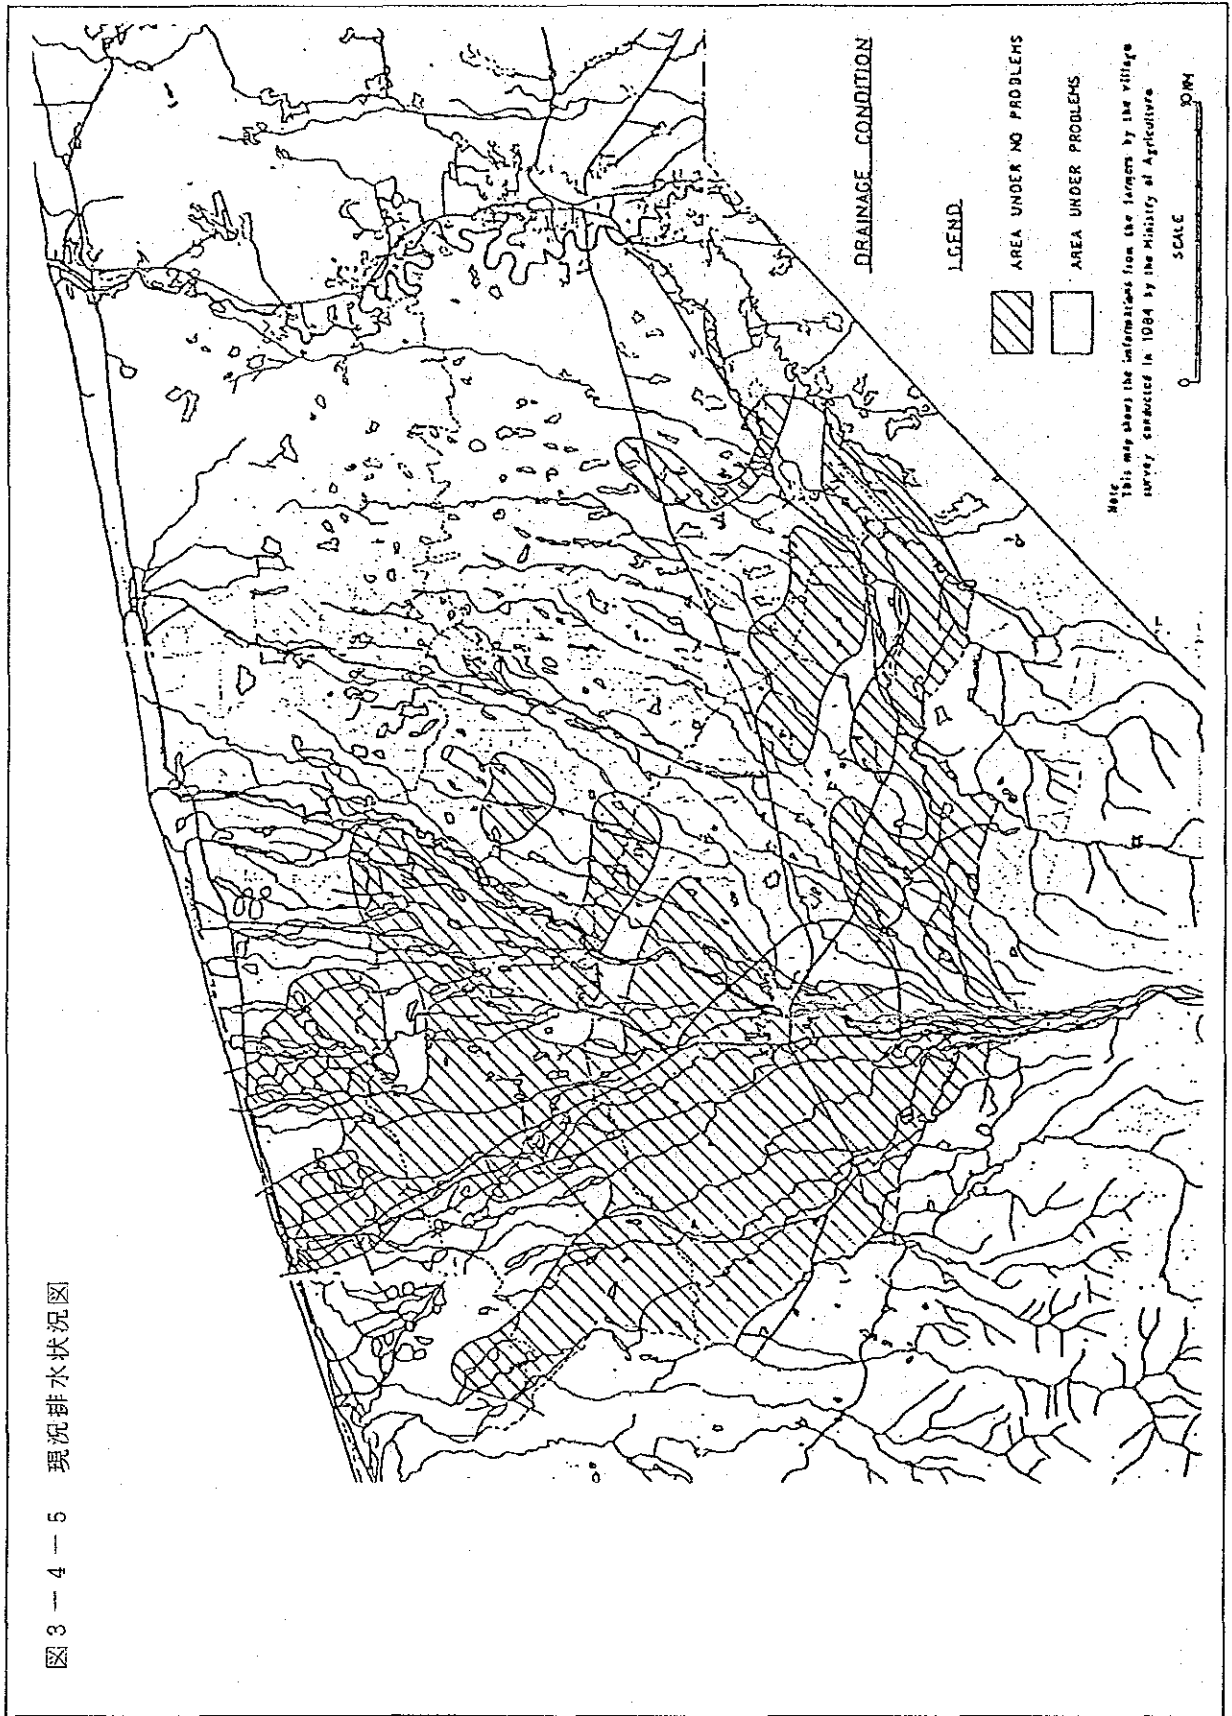 図3-4-5 現況排水状況図
DRAINAGE CONDITION
LEGEND
AREA UNDER NO PROBLEMS
AREA UNDER PROBLEMS
Note
This map shows the informations from the farmers by the village
survey conducted in 1984 by the Ministry of Agriculture
SCALE
0 10 KM